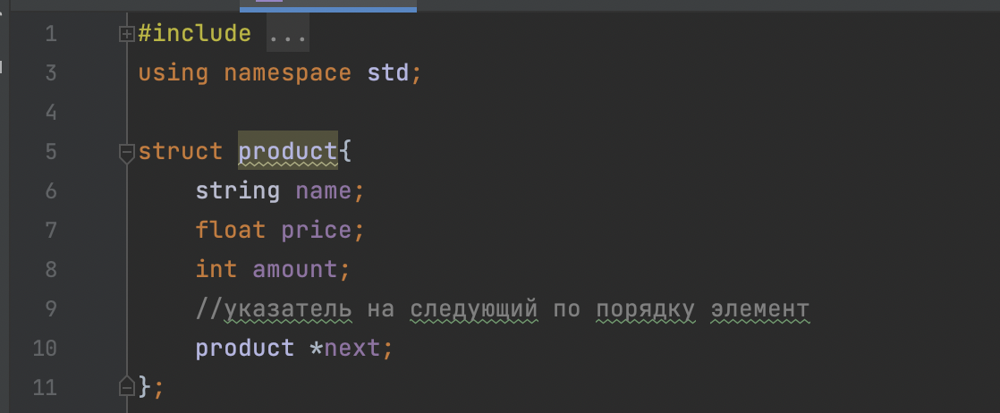 1 #include ...
3 using namespace std;
4
5 struct product{
6 string name;
7 float price;
8 int amount;
9 //указатель на следующий по порядку элемент
10 product *next;
11 };